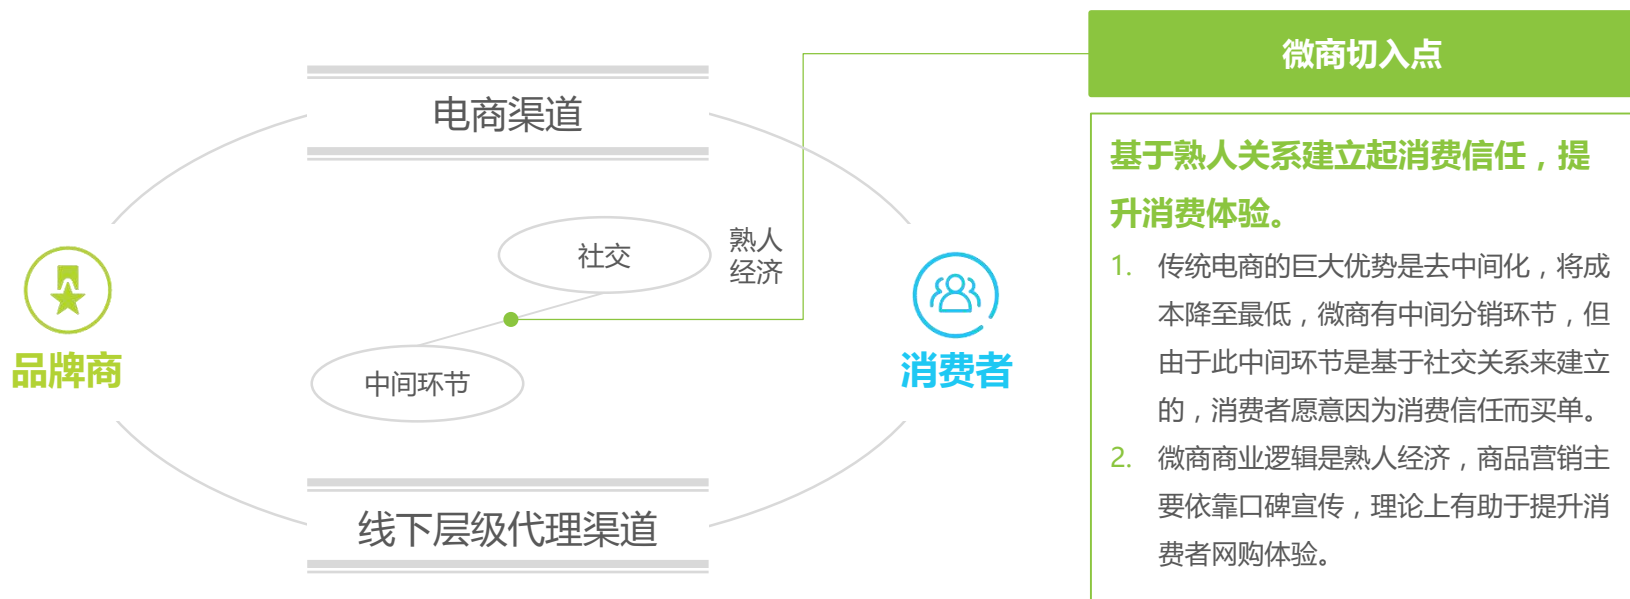 电商渠道
社交
熟人
经济
中间环节
品牌商
消费者
线下层级代理渠道
微商切入点
基于熟人关系建立起消费信任，提
升消费体验。
1. 传统电商的巨大优势是去中间化，将成
本降至最低，微商有中间分销环节，但
由于此中间环节是基于社交关系来建立
的，消费者愿意因为消费信任而买单。
2. 微商商业逻辑是熟人经济，商品营销主
要依靠口碑宣传，理论上有助于提升消
费者网购体验。